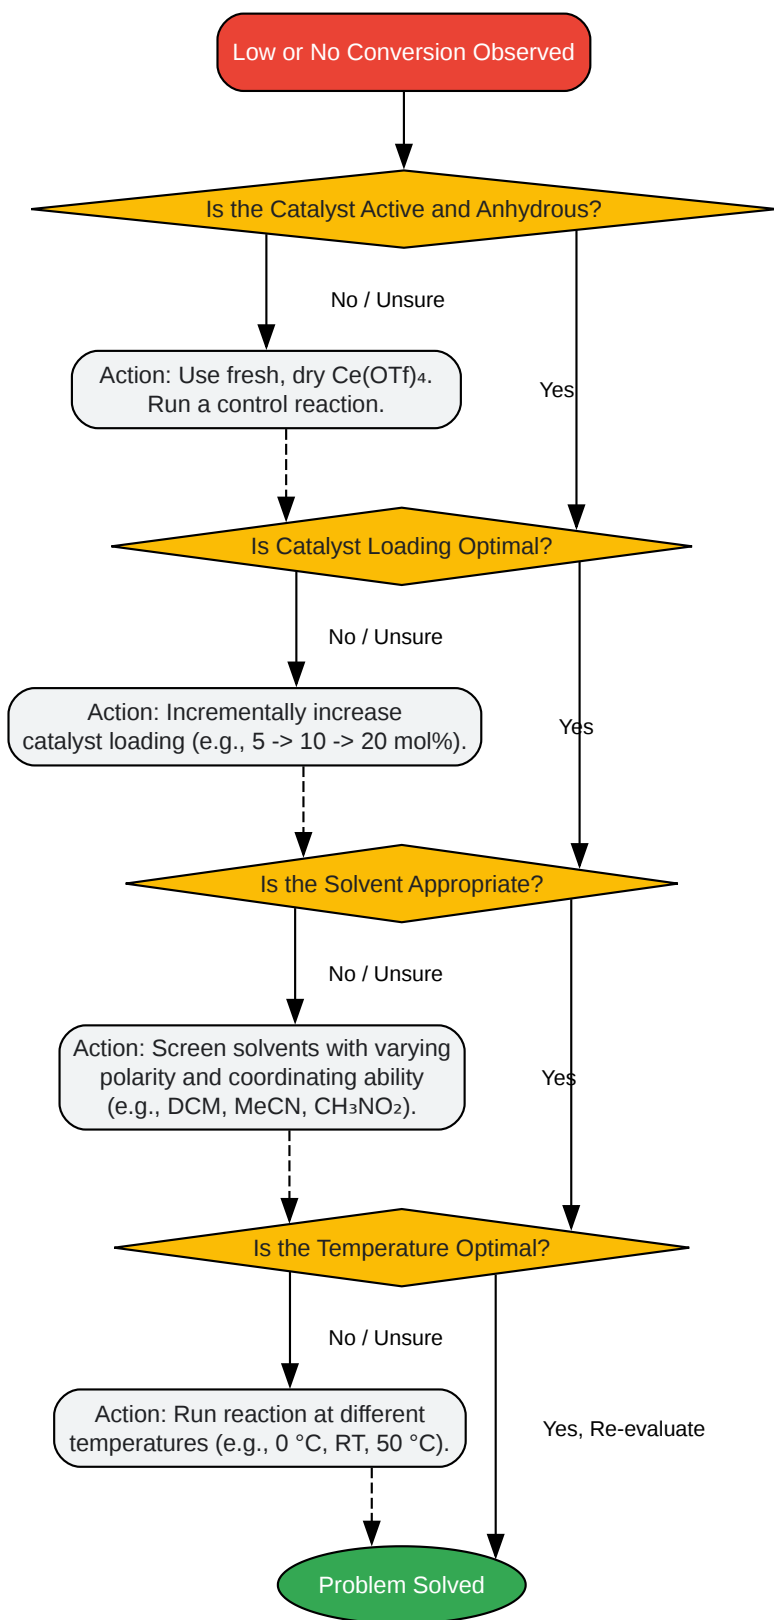 Low or No Conversion Observed
Is the Catalyst Active and Anhydrous?
No / Unsure
Action: Use fresh, dry Ce(OTf)₄.
Run a control reaction.
Yes
Is Catalyst Loading Optimal?
No / Unsure
Action: Incrementally increase
catalyst loading (e.g., 5 -> 10 -> 20 mol%).
Yes
Is the Solvent Appropriate?
No / Unsure
Action: Screen solvents with varying
polarity and coordinating ability
(e.g., DCM, MeCN, CH₃NO₂).
Yes
Is the Temperature Optimal?
No / Unsure
Action: Run reaction at different
temperatures (e.g., 0 °C, RT, 50 °C).
Yes, Re-evaluate
Problem Solved